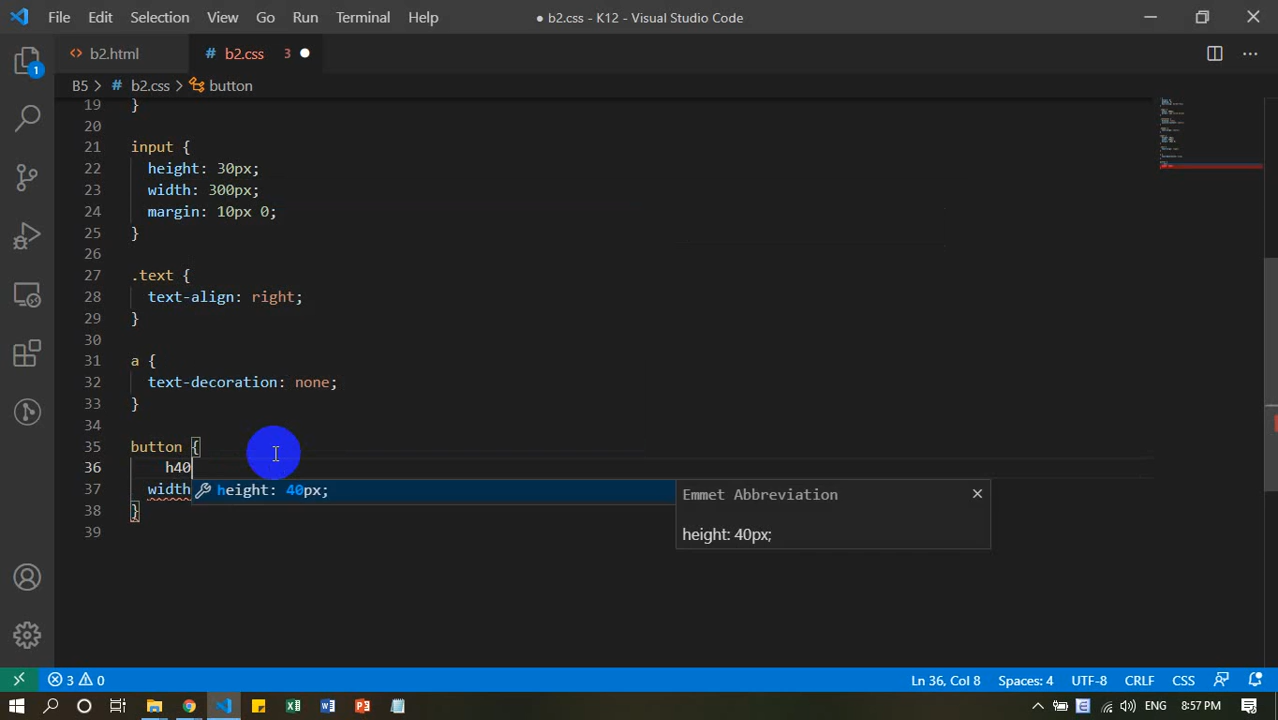 File Edit Selection View Go Run Terminal Help ● b2.css - K12 - Visual Studio Code
b2.html # b2.css 3
B5 > # b2.css > button
19 }
20
21 input {
22 height: 30px;
23 width: 300px;
24 margin: 10px 0;
25 }
26
27 .text {
28 text-align: right;
29 }
30
31 a {
32 text-decoration: none;
33 }
34
35 button {
36 h40
37 width
height: 40px;
Emmet Abbreviation
height: 40px;
38 }
39
1
3 0 Ln 36, Col 8 Spaces: 4 UTF-8 CRLF CSS
ENG 8:57 PM